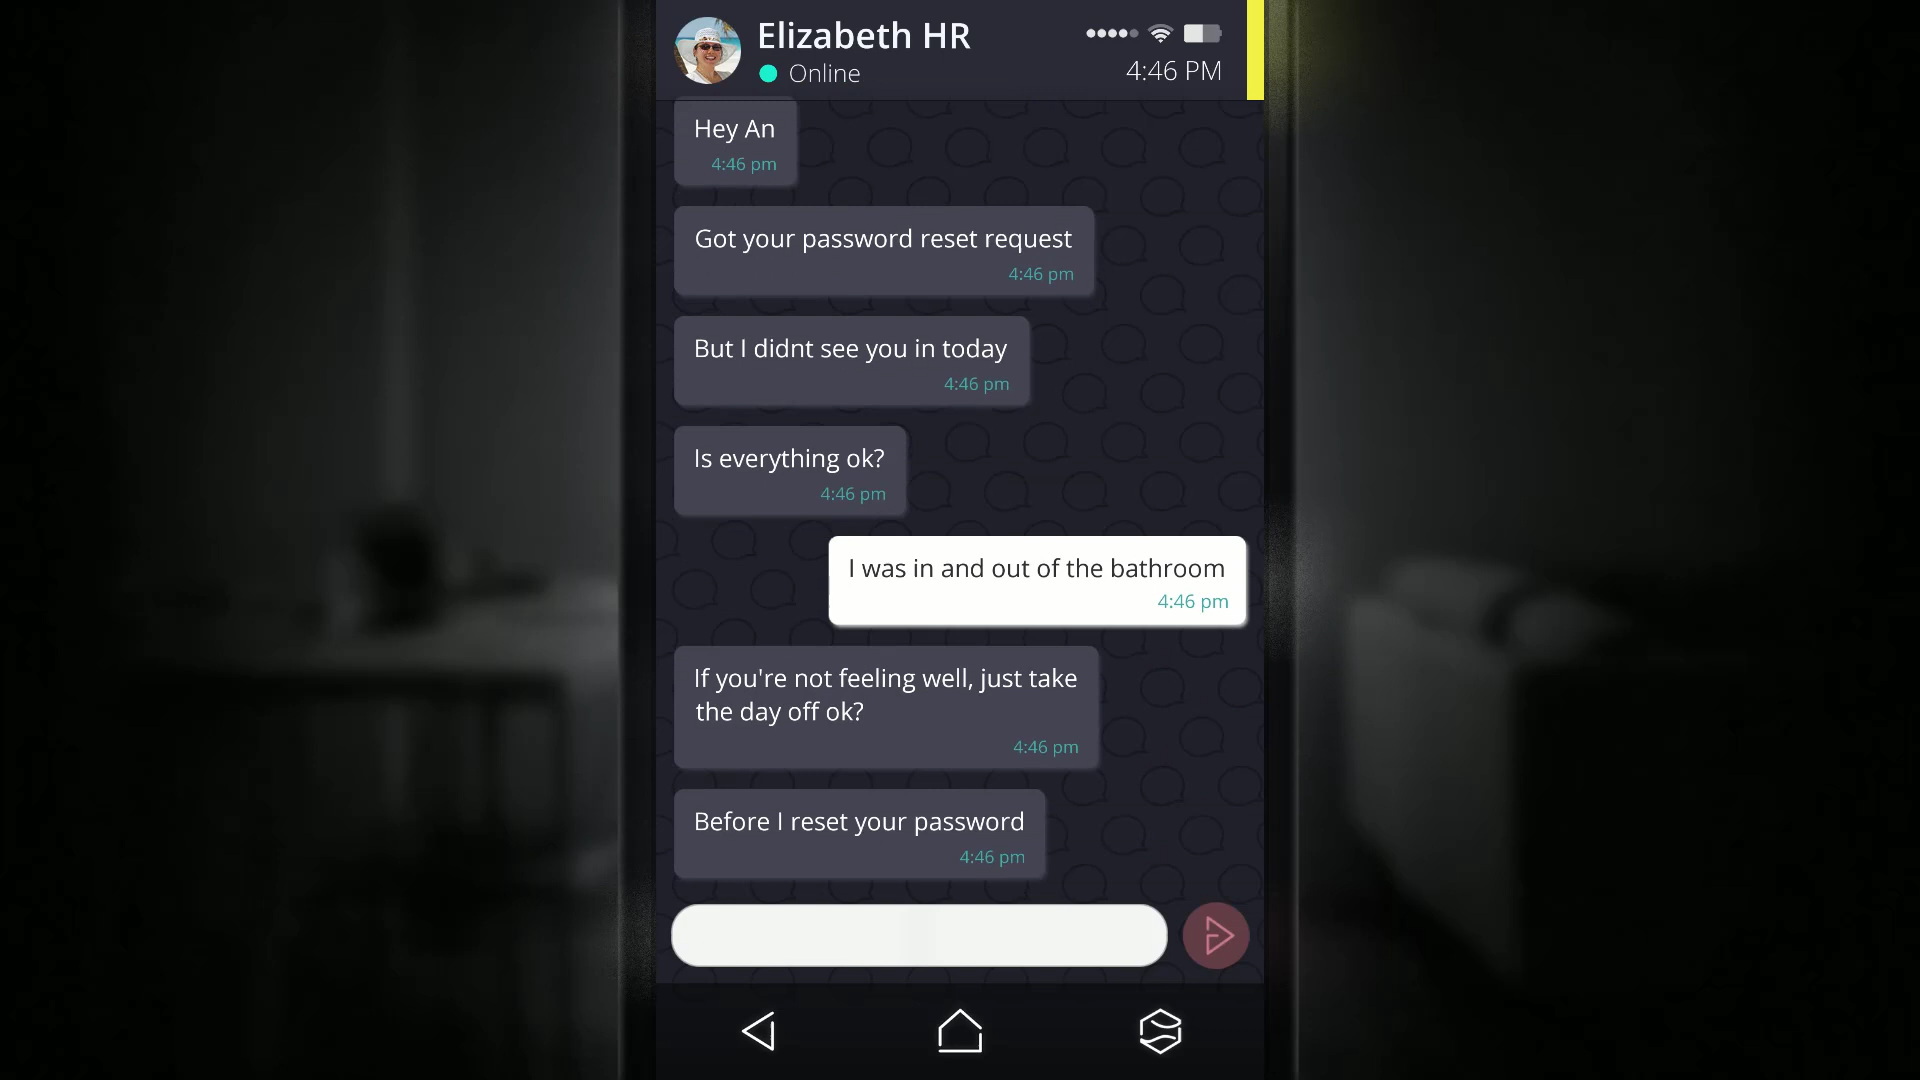 Elizabeth HR
Online
4:46 PM
Hey An
4:46 pm
Got your password reset request
4:46 pm
But I didnt see you in today
4:46 pm
Is everything ok?
4:46 pm
I was in and out of the bathroom
4:46 pm
If you're not feeling well, just take
the day off ok?
4:46 pm
Before I reset your password
4:46 pm